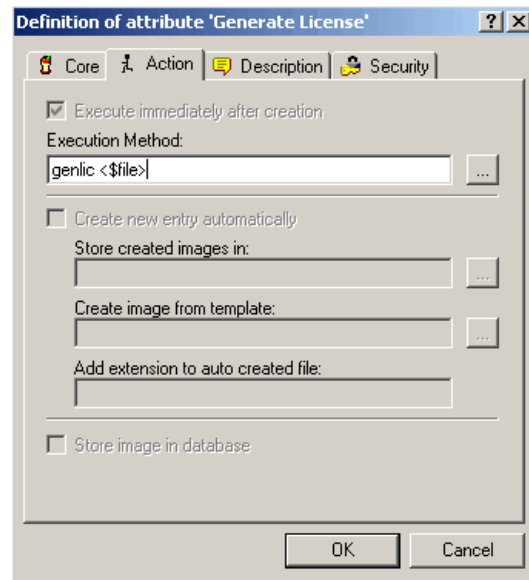 Definition of attribute 'Generate License'
Core Action Description Security
Execute immediately after creation
Execution Method:
genlic <$file>
...
Create new entry automatically
Store created images in:
...
Create image from template:
...
Add extension to auto created file:
Store image in database
OK Cancel